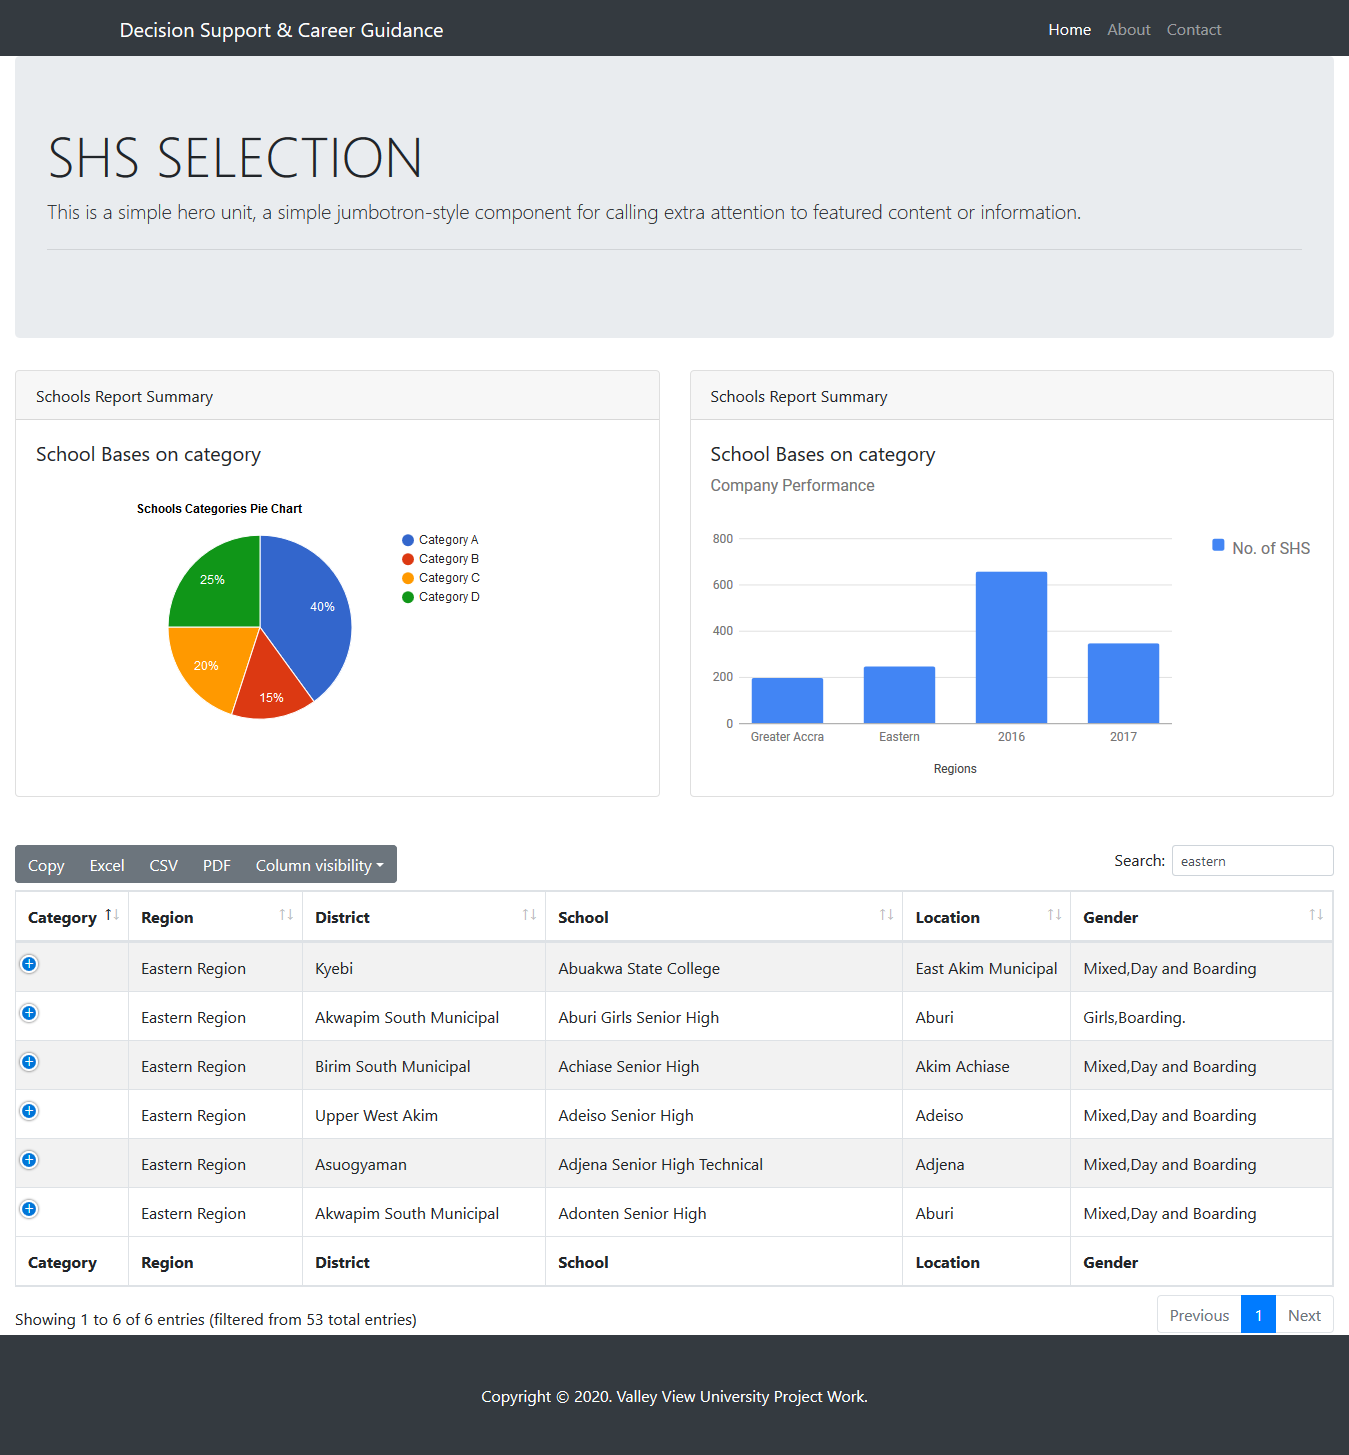 Decision Support & Career Guidance
Home About Contact
SHS SELECTION
This is a simple hero unit, a simple jumbotron-style component for calling extra attention to featured content or information.
Schools Report Summary
School Bases on category
Schools Categories Pie Chart
Category A
Category B
Category C
Category D
25%
40%
20%
15%
Schools Report Summary
School Bases on category
Company Performance
800
600
400
200
0
No. of SHS
Greater Accra Eastern 2016 2017
Regions
Copy Excel CSV PDF Column visibility
Search: eastern
Category Region District School Location Gender
Eastern Region Kyebi Abuakwa State College East Akim Municipal Mixed,Day and Boarding
Eastern Region Akwapim South Municipal Aburi Girls Senior High Aburi Girls,Boarding.
Eastern Region Birim South Municipal Achiase Senior High Akim Achiase Mixed,Day and Boarding
Eastern Region Upper West Akim Adeiso Senior High Adeiso Mixed,Day and Boarding
Eastern Region Asuogyaman Adjena Senior High Technical Adjena Mixed,Day and Boarding
Eastern Region Akwapim South Municipal Adonten Senior High Aburi Mixed,Day and Boarding
Category Region District School Location Gender
Showing 1 to 6 of 6 entries (filtered from 53 total entries)
Previous 1 Next
Copyright © 2020. Valley View University Project Work.